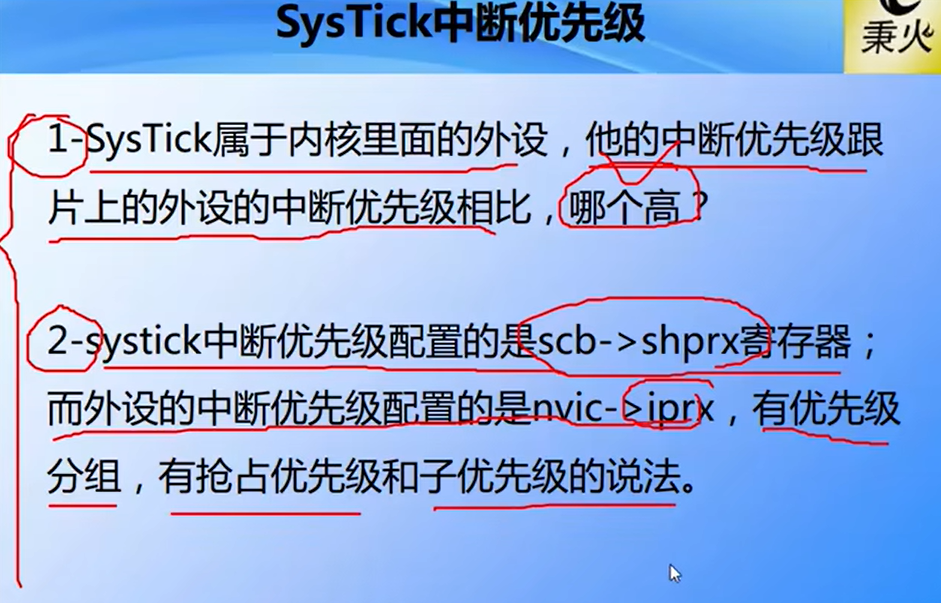 SysTick中断优先级
秉火
1-SysTick属于内核里面的外设，他的中断优先级跟
片上的外设的中断优先级相比，哪个高？
2-systick中断优先级配置的是scb->shprx寄存器；
而外设的中断优先级配置的是nvic->iprx，有优先级
分组，有抢占优先级和子优先级的说法。